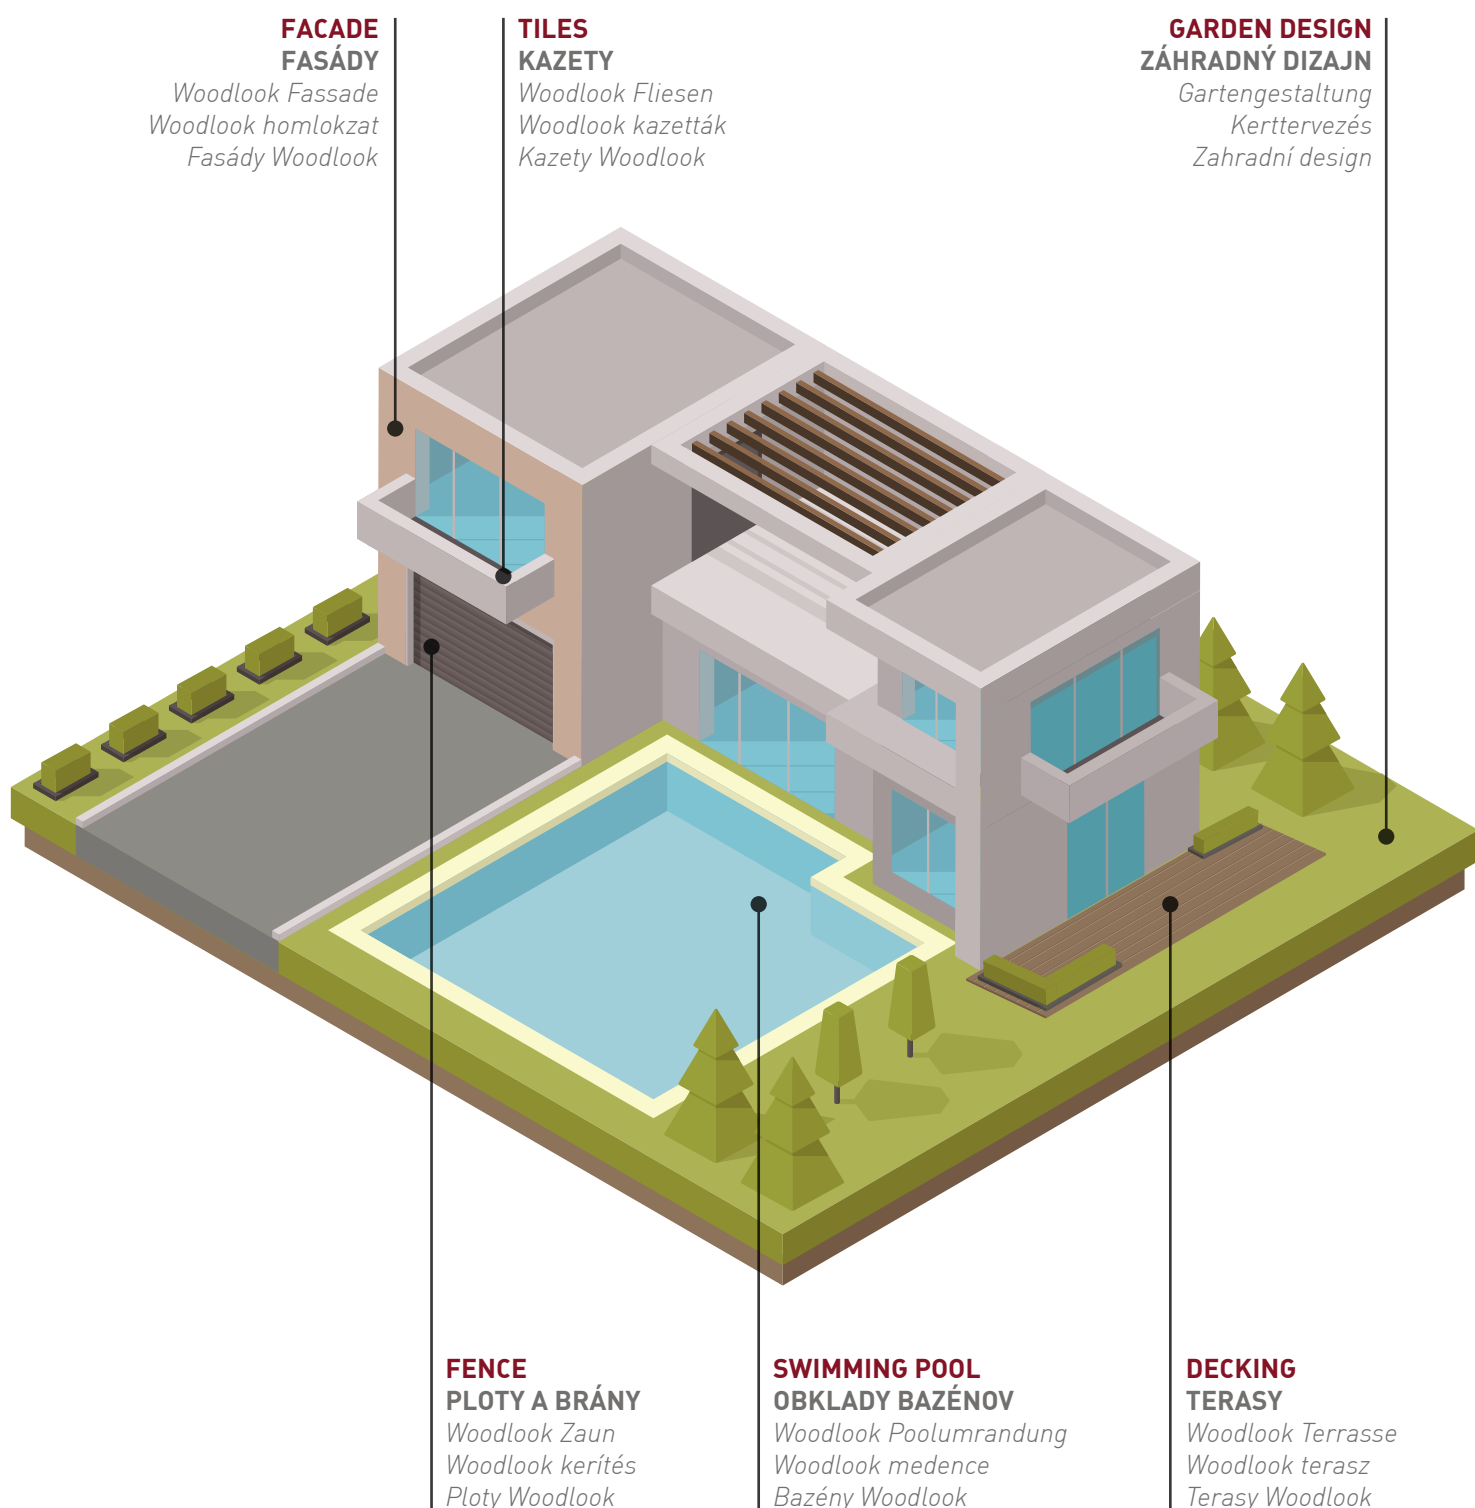 FACADE
FASÁDY
Woodlook Fassade
Woodlook homlokzat
Fasády Woodlook
TILES
KAZETY
Woodlook Fliesen
Woodlook kazetták
Kazety Woodlook
GARDEN DESIGN
ZÁHRADNÝ DIZAJN
Gartengestaltung
Kerttervezés
Zahradní design
FENCE
PLOTY A BRÁNY
Woodlook Zaun
Woodlook kerítés
Ploty Woodlook
SWIMMING POOL
OBKLADY BAZÉNOV
Woodlook Poolumrandung
Woodlook medence
Bazény Woodlook
DECKING
TERASY
Woodlook Terrasse
Woodlook terasz
Terasy Woodlook